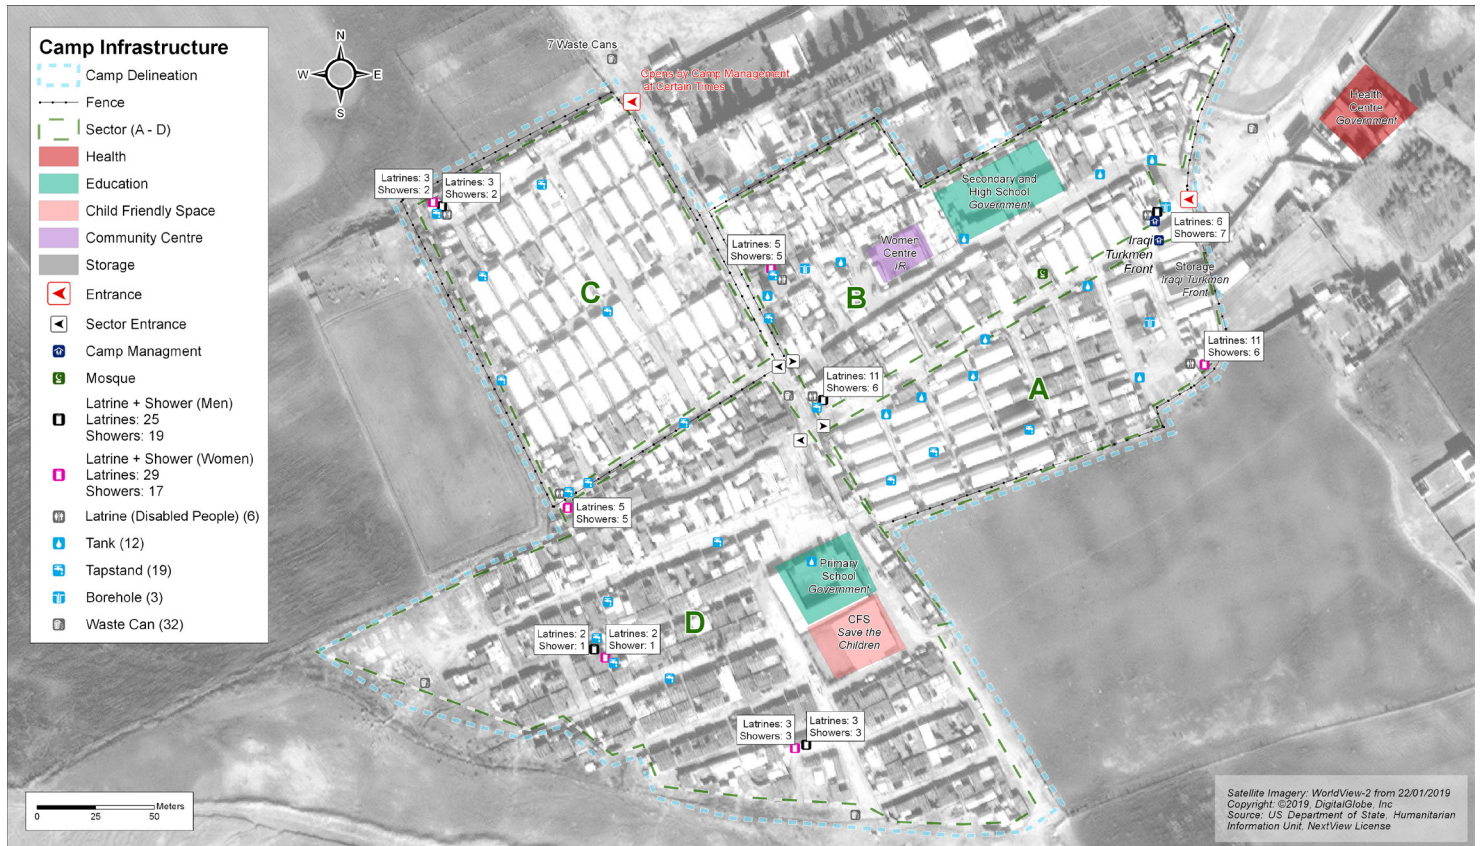 Camp Infrastructure
Camp Delineation
Fence
Sector (A - D)
Health
Education
Child Friendly Space
Community Centre
Storage
Entrance
Sector Entrance
Camp Managment
Mosque
Latrine + Shower (Men)
Latrines: 25
Showers: 19
Latrine + Shower (Women)
Latrines: 29
Showers: 17
Latrine (Disabled People) (6)
Tank (12)
Tapstand (19)
Borehole (3)
Waste Can (32)
N
W
E
S
7 Waste Cans
Opens by Camp Management
at Certain Times
Health
Centre
Government
Latrines: 3
Showers: 2
Latrines: 3
Showers: 2
Secondary and
High School
Government
Latrines: 6
Showers: 7
Women
Centre
IR
Latrines: 5
Showers: 5
Iraqi
Turkmen
Front
Storage
Iraqi Turkmen
Front
C
B
A
Latrines: 11
Showers: 6
Latrines: 11
Showers: 6
Latrines: 5
Showers: 5
Primary
School
Government
D
CFS
Save the
Children
Latrines: 2
Shower: 1
Latrines: 2
Shower: 1
Latrines: 3
Showers: 3
Latrines: 3
Showers: 3
Meters
0
25
50
Satellite Imagery: WorldView-2 from 22/01/2019
Copyright: ©2019, DigitalGlobe, Inc
Source: US Department of State, Humanitarian
Information Unit, NextView License